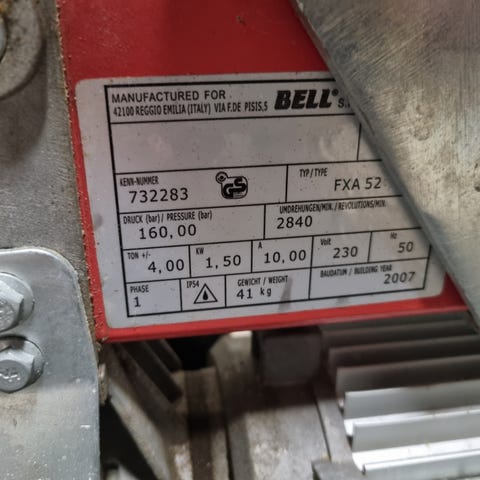 MANUFACTURED FOR
42100 REGGIO EMILIA (ITALY) VIA F.DE PISIS,5
BELL
KENN-NUMMER
732283
GS
TYP/TYPE
FXA 52
DRUCK (bar)/ PRESSURE (bar)
160,00
UMDREHUNGEN/MIN. / REVOLUTIONS/MIN.
2840
TON +/-
4,00
KW
1,50
A
10,00
Volt
230
Hz
50
PHASE
1
IP54
GEWICHT / WEIGHT
41 kg
BAUDATUN / BUILDING YEAR
2007